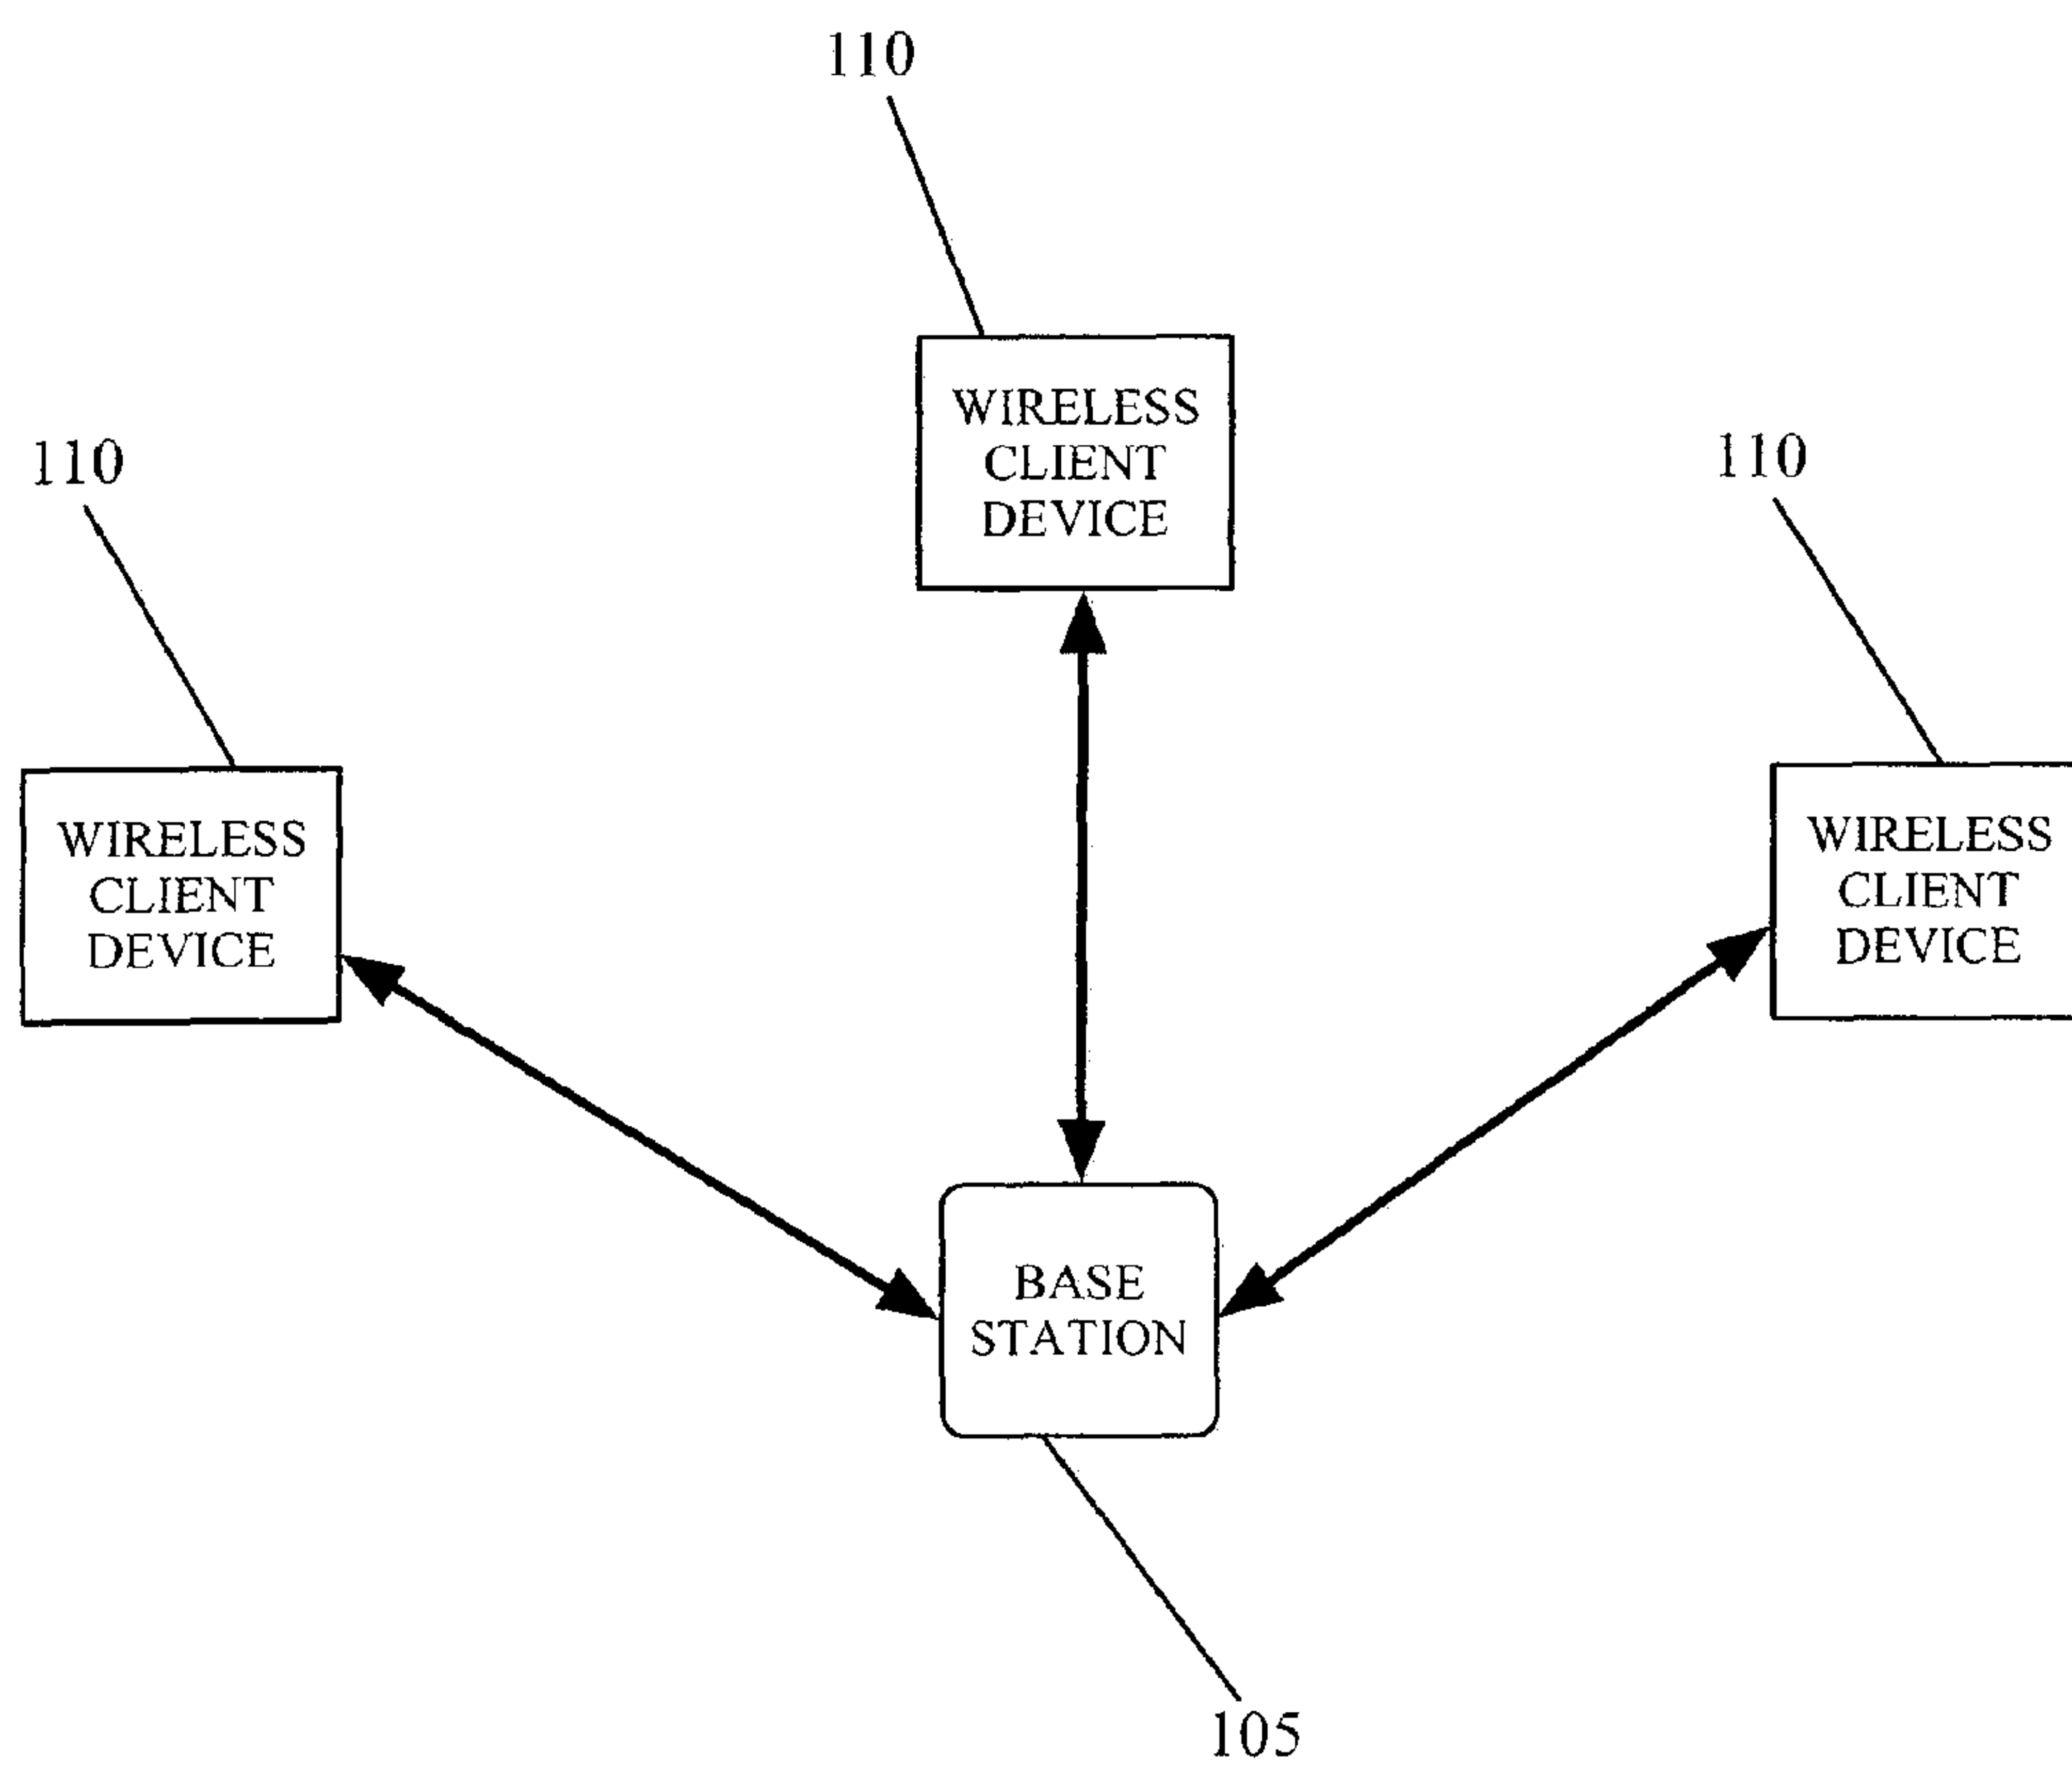 110
WIRELESS
CLIENT
DEVICE
110
WIRELESS
CLIENT
DEVICE
110
WIRELESS
CLIENT
DEVICE
BASE
STATION
105